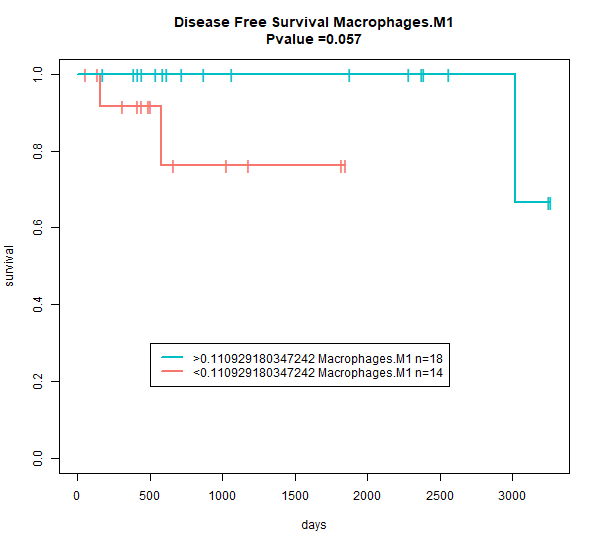 Disease Free Survival Macrophages.M1
Pvalue =0.057
survival
1.0
0.8
0.6
0.4
0.2
0.0
>0.110929180347242 Macrophages.M1 n=18
<0.110929180347242 Macrophages.M1 n=14
0 500 1000 1500 2000 2500 3000
days